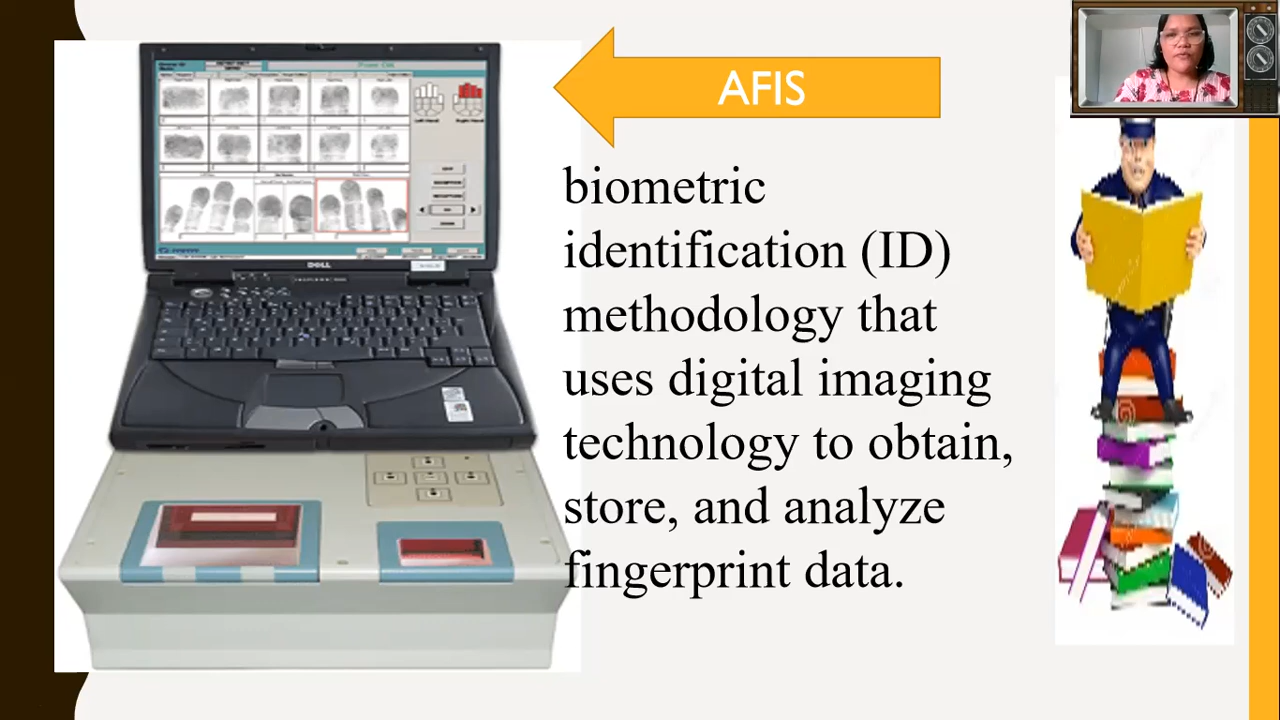 AFIS
biometric
identification (ID)
methodology that
uses digital imaging
technology to obtain,
store, and analyze
fingerprint data.
DELL